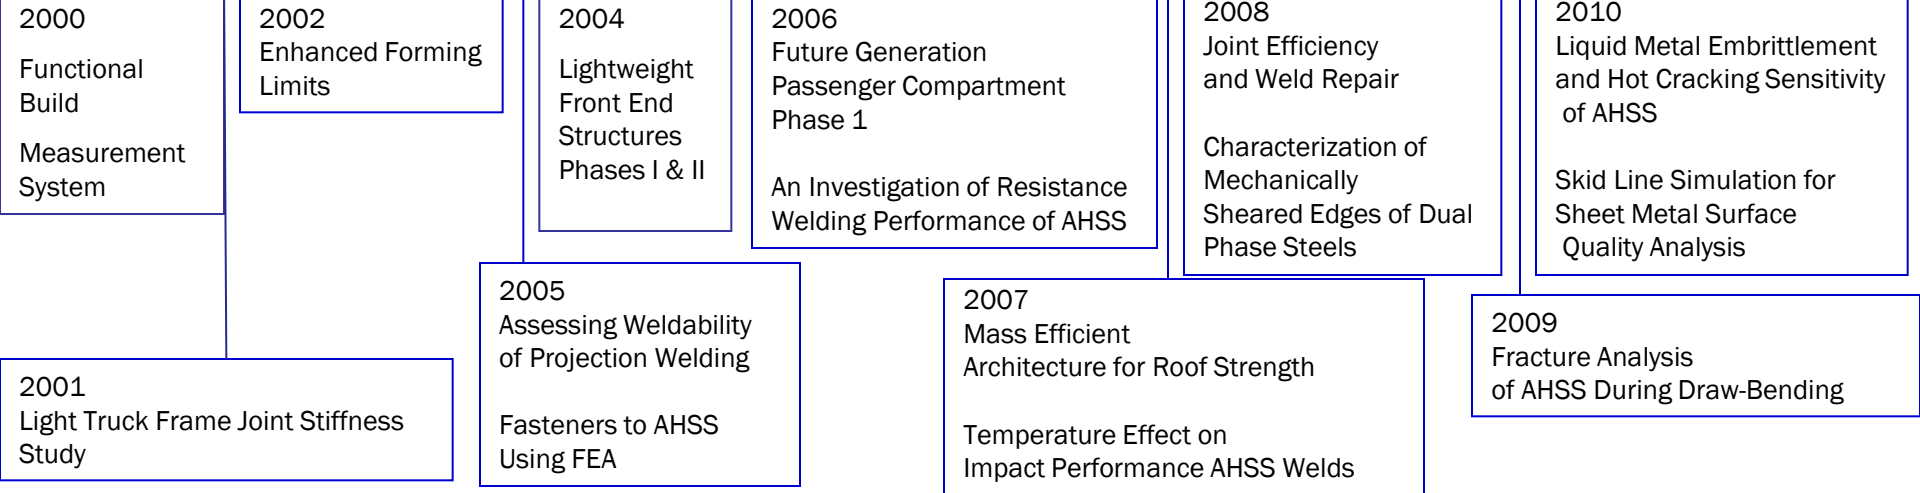 2000
Functional
Build
Measurement
System
2002
Enhanced Forming
Limits
2004
Lightweight
Front End
Structures
Phases I & II
2006
Future Generation
Passenger Compartment
Phase 1
An Investigation of Resistance
Welding Performance of AHSS
2008
Joint Efficiency
and Weld Repair
Characterization of
Mechanically
Sheared Edges of Dual
Phase Steels
2010
Liquid Metal Embrittlement
and Hot Cracking Sensitivity
of AHSS
Skid Line Simulation for
Sheet Metal Surface
Quality Analysis
2001
Light Truck Frame Joint Stiffness
Study
2005
Assessing Weldability
of Projection Welding
Fasteners to AHSS
Using FEA
2007
Mass Efficient
Architecture for Roof Strength
Temperature Effect on
Impact Performance AHSS Welds
2009
Fracture Analysis
of AHSS During Draw-Bending